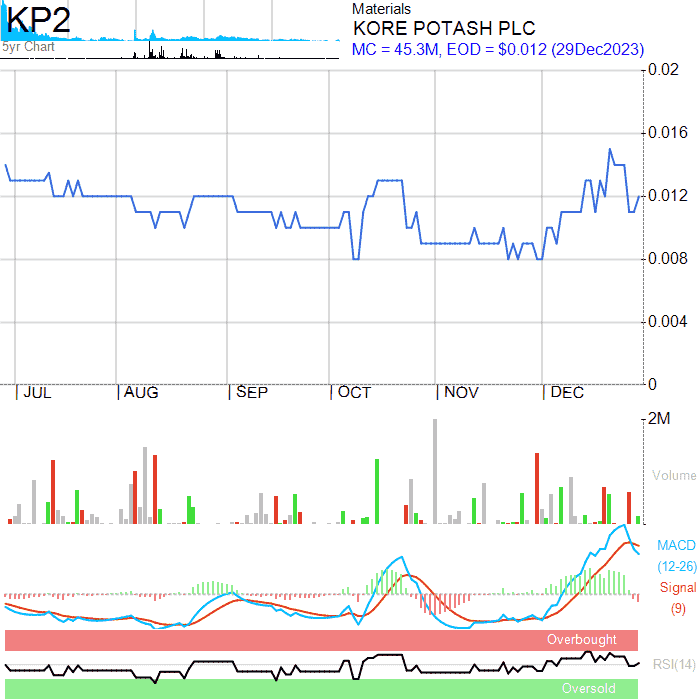 KP2
5yr Chart
Materials
KORE POTASH PLC
MC = 45.3M, EOD = $0.012 (29Dec2023)
0.02
0.016
0.012
0.008
0.004
0
JUL AUG SEP OCT NOV DEC
2M
Volume
MACD
(12-26)
Signal
(9)
Overbought
RSI(14)
Oversold